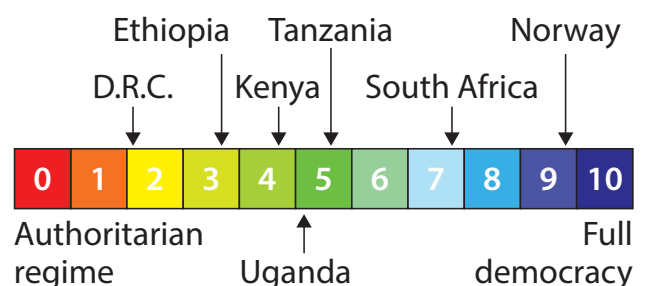 Ethiopia Tanzania Norway
D.R.C. Kenya South Africa
0 1 2 3 4 5 6 7 8 9 10
Authoritarian Full
regime Uganda democracy